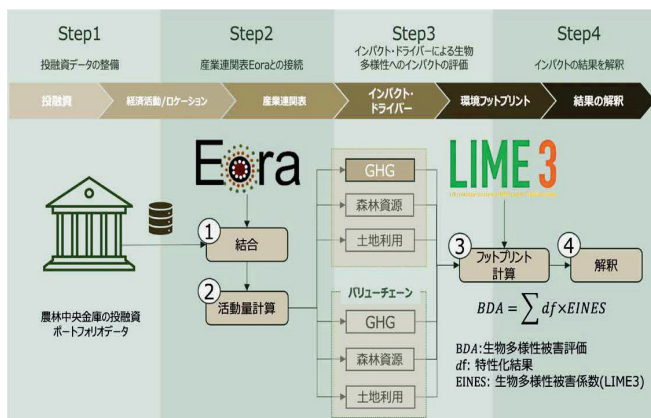 Step1
投融資データの整備
Step2
産業連関表Eoraとの接続
Step3
インパクト・ドライバーによる生物
多様性へのインパクトの評価
Step4
インパクトの結果を解釈
投融資
経済活動/ロケーション
産業連関表
インパクト・
ドライバー
環境フットプリント
結果の解釈
Eora
LIME 3
GHG
森林資源
土地利用
① 結合
② 活動量計算
③ フットプリント
計算
④ 解釈
農林中央金庫の投融資
ポートフォリオデータ
バリューチェーン
GHG
森林資源
土地利用
BDA = ∑ df×EINES
BDA:生物多様性被害評価
df: 特性化結果
EINES: 生物多様性被害係数(LIME3)